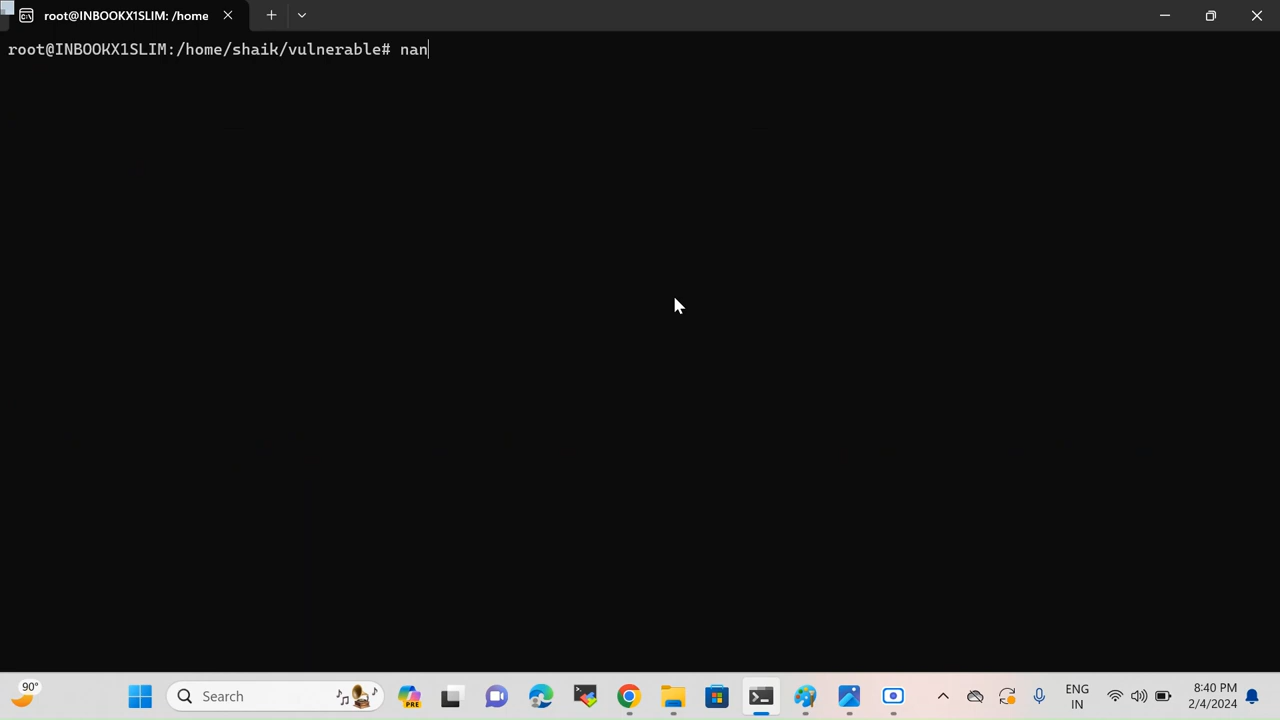 root@INBOOKX1SLIM: /home
root@INBOOKX1SLIM:/home/shaik/vulnerable# nan
90°
Search
PRE
ENG
IN
8:40 PM
2/4/2024